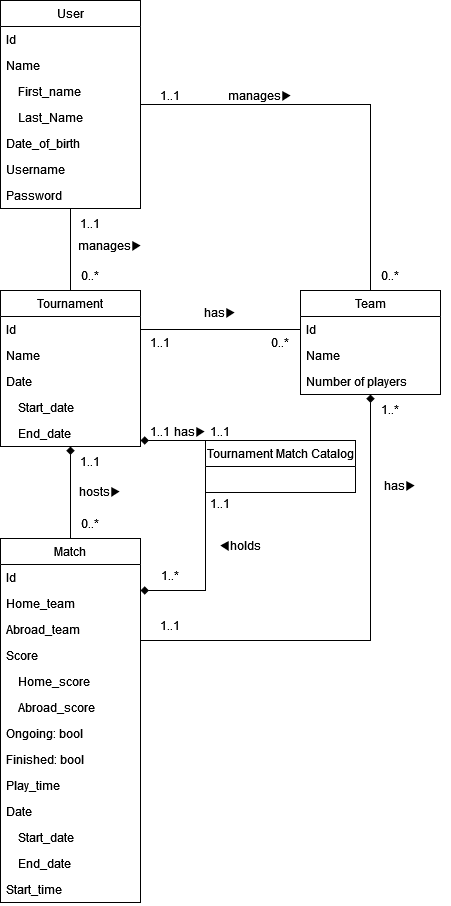 User
Id
Name
First_name
Last_Name
Date_of_birth
Username
Password
1..1
manages▶
1..1
manages▶
0..*
0..*
Tournament
Id
Name
Date
Start_date
End_date
Team
Id
Name
Number of players
has▶
1..1
0..*
1..*
1..1 has▶ 1..1
Tournament Match Catalog
1..1
hosts▶
0..*
has▶
1..1
◀holds
1..*
1..1
Match
Id
Home_team
Abroad_team
Score
Home_score
Abroad_score
Ongoing: bool
Finished: bool
Play_time
Date
Start_date
End_date
Start_time